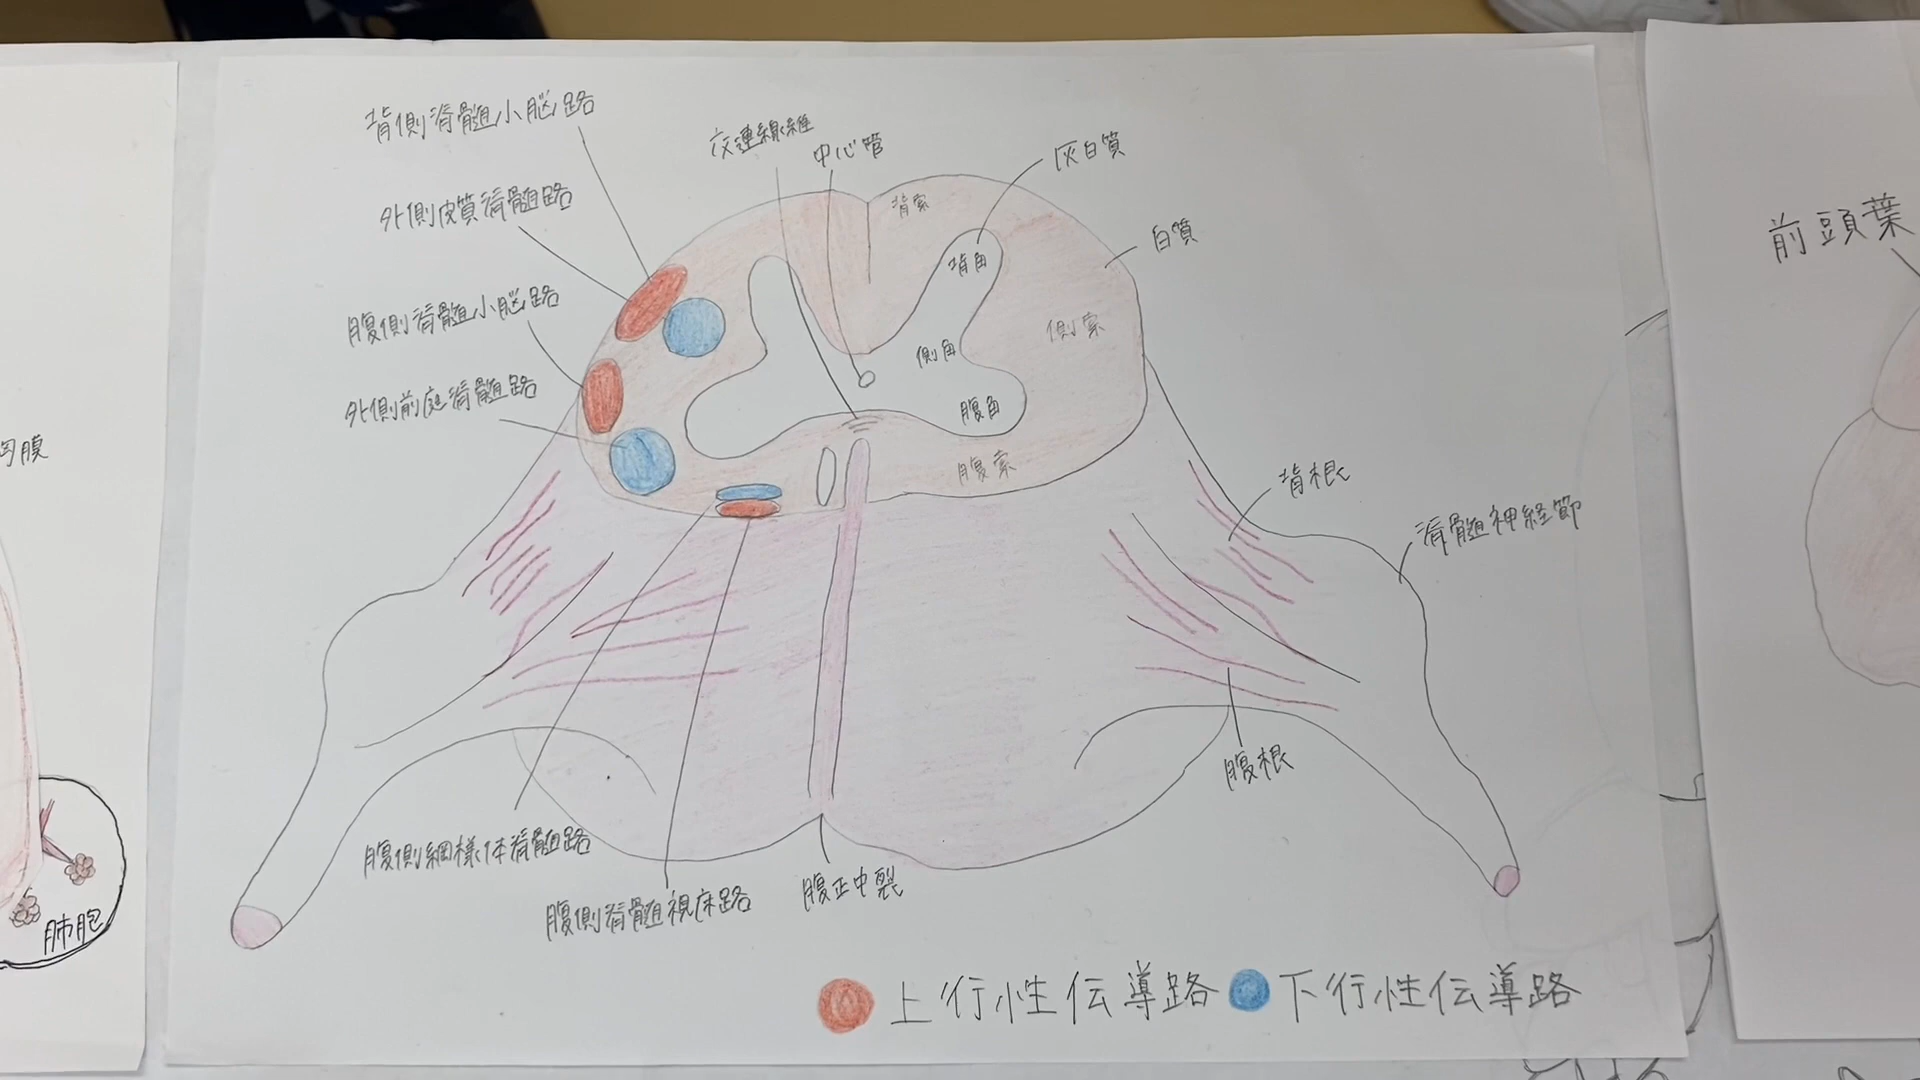 背側脊髄小脳路
外側皮質脊髄路
腹側脊髄小脳路
外側前庭脊髄路
交連線維
中心管
灰白質
白質
背索
背角
側索
側角
腹角
腹索
背根
脊髄神経節
腹根
腹側網様体脊髄路
腹側脊髄視床路
腹正中裂
上行性伝導路
下行性伝導路
前頭葉
肺胞